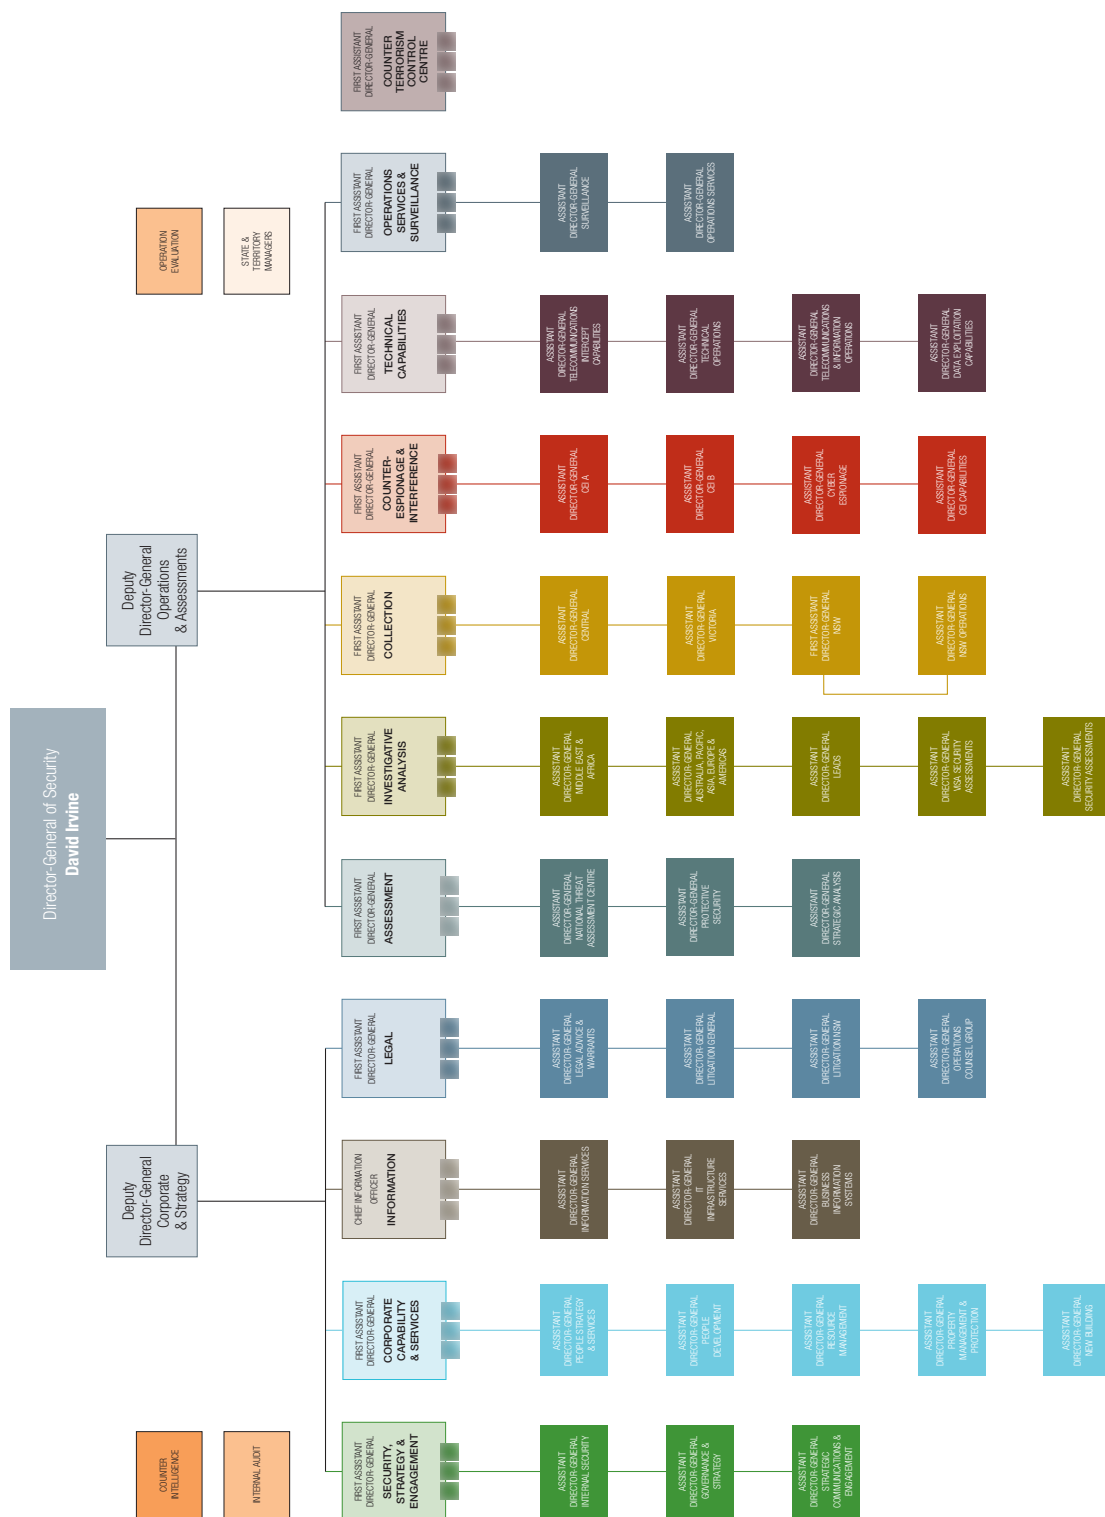 Director-General of Security
David Irvine
Deputy
Director-General
Corporate
& Strategy
Deputy
Director-General
Operations
& Assessments
COUNTER
INTELLIGENCE
INTERNAL AUDIT
OPERATION
EVALUATION
STATE &
TERRITORY
MANAGERS
FIRST ASSISTANT
DIRECTOR-GENERAL
SECURITY,
STRATEGY &
ENGAGEMENT
ASSISTANT
DIRECTOR-GENERAL
INTERNAL SECURITY
ASSISTANT
DIRECTOR-GENERAL
GOVERNANCE &
STRATEGY
ASSISTANT
DIRECTOR-GENERAL
STRATEGIC
COMMUNICATIONS &
ENGAGEMENT
FIRST ASSISTANT
DIRECTOR-GENERAL
CORPORATE
CAPABILITY
& SERVICES
ASSISTANT
DIRECTOR-GENERAL
PEOPLE STRATEGY
& SERVICES
ASSISTANT
DIRECTOR-GENERAL
PEOPLE
DEVELOPMENT
ASSISTANT
DIRECTOR-GENERAL
RESOURCE
MANAGEMENT
ASSISTANT
DIRECTOR-GENERAL
PROPERTY
MANAGEMENT &
PROTECTION
ASSISTANT
DIRECTOR-GENERAL
NEW BUILDING
CHIEF INFORMATION
OFFICER
INFORMATION
ASSISTANT
DIRECTOR-GENERAL
INFORMATION SERVICES
ASSISTANT
DIRECTOR-GENERAL
IT
INFRASTRUCTURE
SERVICES
ASSISTANT
DIRECTOR-GENERAL
BUSINESS
INFORMATION
SYSTEMS
FIRST ASSISTANT
DIRECTOR-GENERAL
LEGAL
ASSISTANT
DIRECTOR-GENERAL
LEGAL ADVICE &
WARRANTS
ASSISTANT
DIRECTOR-GENERAL
LITIGATION GENERAL
ASSISTANT
DIRECTOR-GENERAL
LITIGATION NSW
ASSISTANT
DIRECTOR-GENERAL
OPERATIONS
COUNSEL GROUP
FIRST ASSISTANT
DIRECTOR-GENERAL
ASSESSMENT
ASSISTANT
DIRECTOR-GENERAL
NATIONAL THREAT
ASSESSMENT CENTRE
ASSISTANT
DIRECTOR-GENERAL
PROTECTIVE
SECURITY
ASSISTANT
DIRECTOR-GENERAL
STRATEGIC ANALYSIS
FIRST ASSISTANT
DIRECTOR-GENERAL
INVESTIGATIVE
ANALYSIS
ASSISTANT
DIRECTOR-GENERAL
MIDDLE EAST &
AFRICA
ASSISTANT
DIRECTOR-GENERAL
AUSTRALIA, PACIFIC,
ASIA, EUROPE &
AMERICAS
ASSISTANT
DIRECTOR-GENERAL
LEADS
ASSISTANT
DIRECTOR-GENERAL
VISA SECURITY
ASSESSMENTS
ASSISTANT
DIRECTOR-GENERAL
SECURITY ASSESSMENTS
FIRST ASSISTANT
DIRECTOR-GENERAL
COLLECTION
ASSISTANT
DIRECTOR-GENERAL
CENTRAL
ASSISTANT
DIRECTOR-GENERAL
VICTORIA
FIRST ASSISTANT
DIRECTOR-GENERAL
NSW
ASSISTANT
DIRECTOR-GENERAL
NSW OPERATIONS
FIRST ASSISTANT
DIRECTOR-GENERAL
COUNTER-
ESPIONAGE &
INTERFERENCE
ASSISTANT
DIRECTOR-GENERAL
CEI A
ASSISTANT
DIRECTOR-GENERAL
CEI B
ASSISTANT
DIRECTOR-GENERAL
CYBER
ESPIONAGE
ASSISTANT
DIRECTOR-GENERAL
CEI CAPABILITIES
FIRST ASSISTANT
DIRECTOR-GENERAL
TECHNICAL
CAPABILITIES
ASSISTANT
DIRECTOR-GENERAL
TELECOMMUNICATIONS
INTERCEPT
CAPABILITIES
ASSISTANT
DIRECTOR-GENERAL
TECHNICAL
OPERATIONS
ASSISTANT
DIRECTOR-GENERAL
TELECOMMUNICATIONS
& INFORMATION
OPERATIONS
ASSISTANT
DIRECTOR-GENERAL
DATA EXPLOITATION
CAPABILITIES
FIRST ASSISTANT
DIRECTOR-GENERAL
OPERATIONS
SERVICES &
SURVEILLANCE
ASSISTANT
DIRECTOR-GENERAL
SURVEILLANCE
ASSISTANT
DIRECTOR-GENERAL
OPERATIONS SERVICES
FIRST ASSISTANT
DIRECTOR-GENERAL
COUNTER
TERRORISM
CONTROL
CENTRE